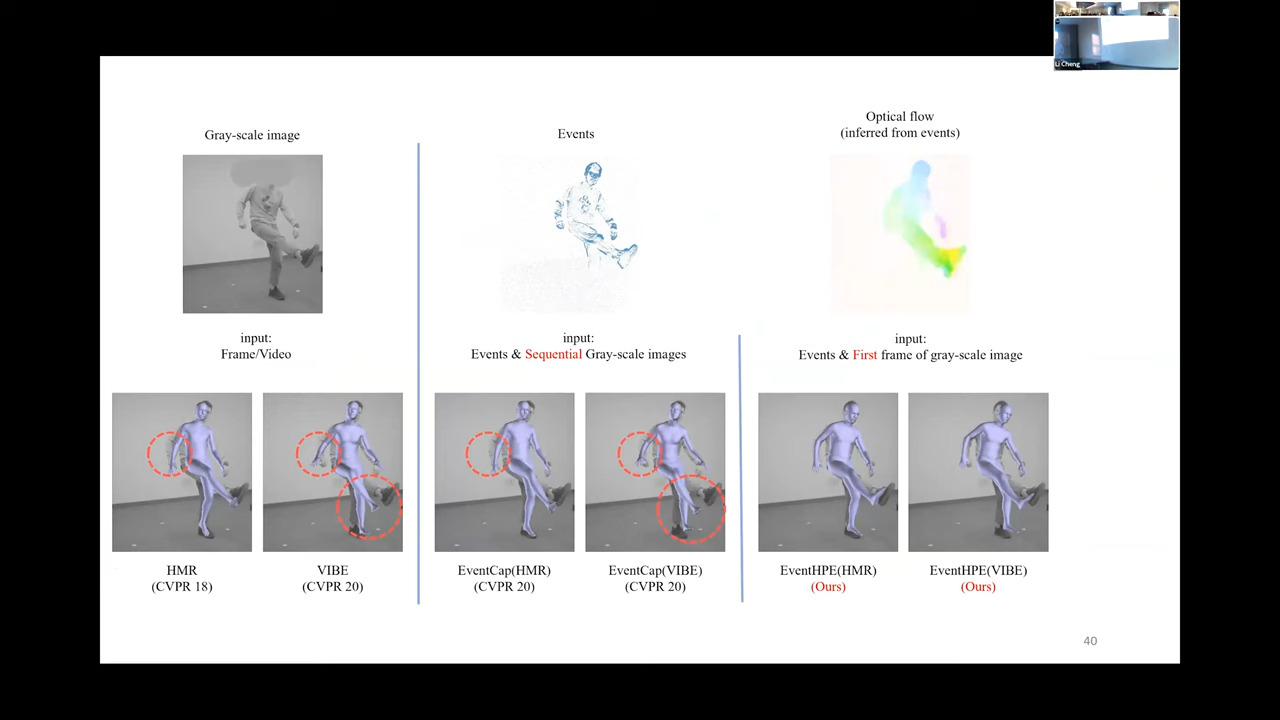 Li Cheng
Gray-scale image
Events
Optical flow
(inferred from events)
input:
Frame/Video
input:
Events & Sequential Gray-scale images
input:
Events & First frame of gray-scale image
HMR
(CVPR 18)
VIBE
(CVPR 20)
EventCap(HMR)
(CVPR 20)
EventCap(VIBE)
(CVPR 20)
EventHPE(HMR)
(Ours)
EventHPE(VIBE)
(Ours)
40